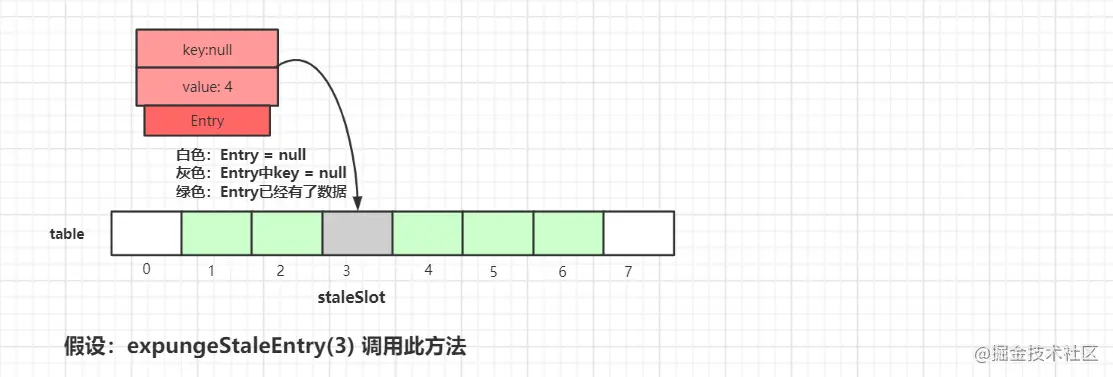 key:null
value: 4
Entry
白色：Entry = null
灰色：Entry中key = null
绿色：Entry已经有了数据
table
0 1 2 3 4 5 6 7
staleSlot
假设：expungeStaleEntry(3) 调用此方法
@掘金技术社区